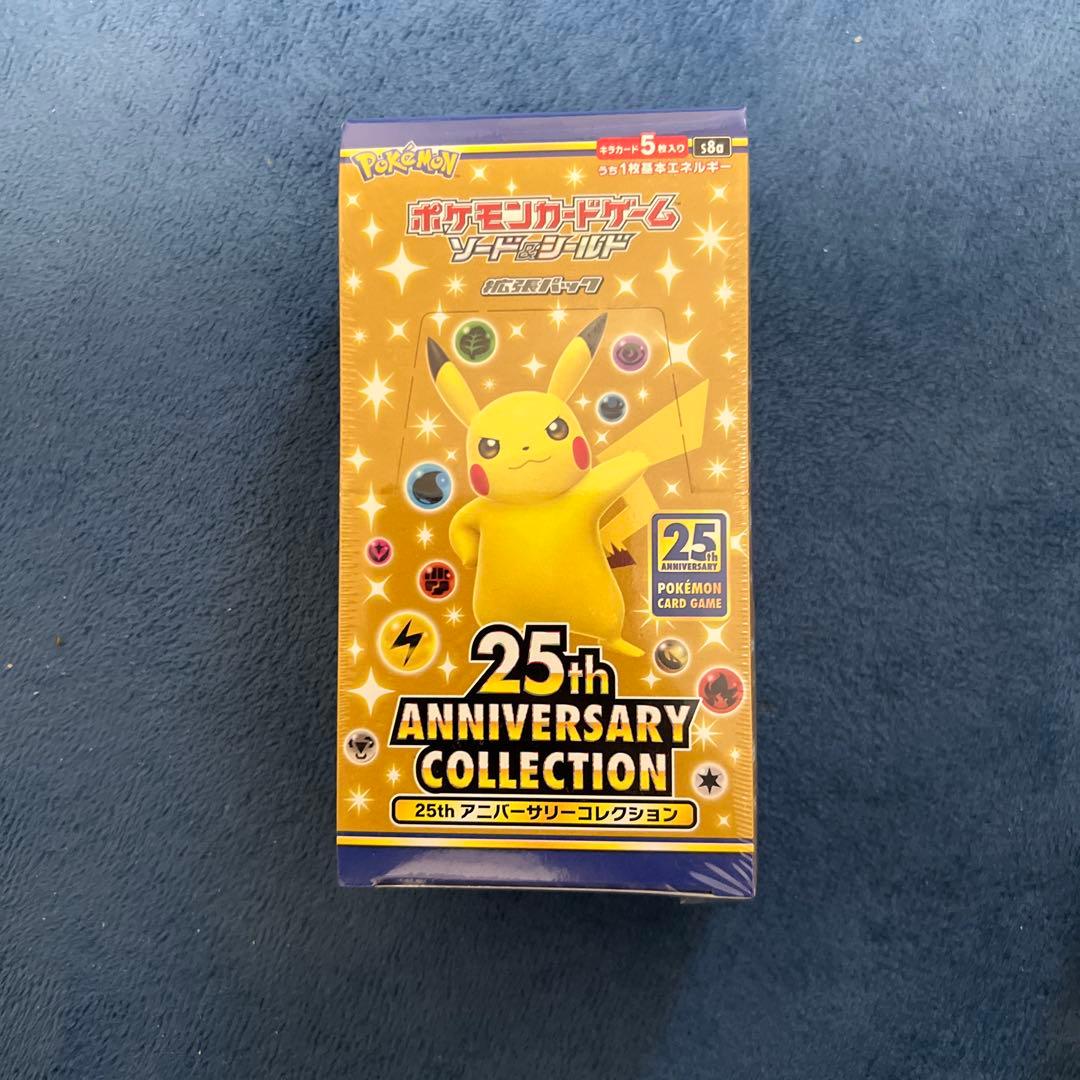 POKÉMON
キラカード5枚入り s8a
うち1枚基本エネルギー
ポケモンカードゲーム
ソード&シールド
拡張パック
25th
ANNIVERSARY
POKÉMON
CARD GAME
25th
ANNIVERSARY
COLLECTION
25th アニバーサリーコレクション